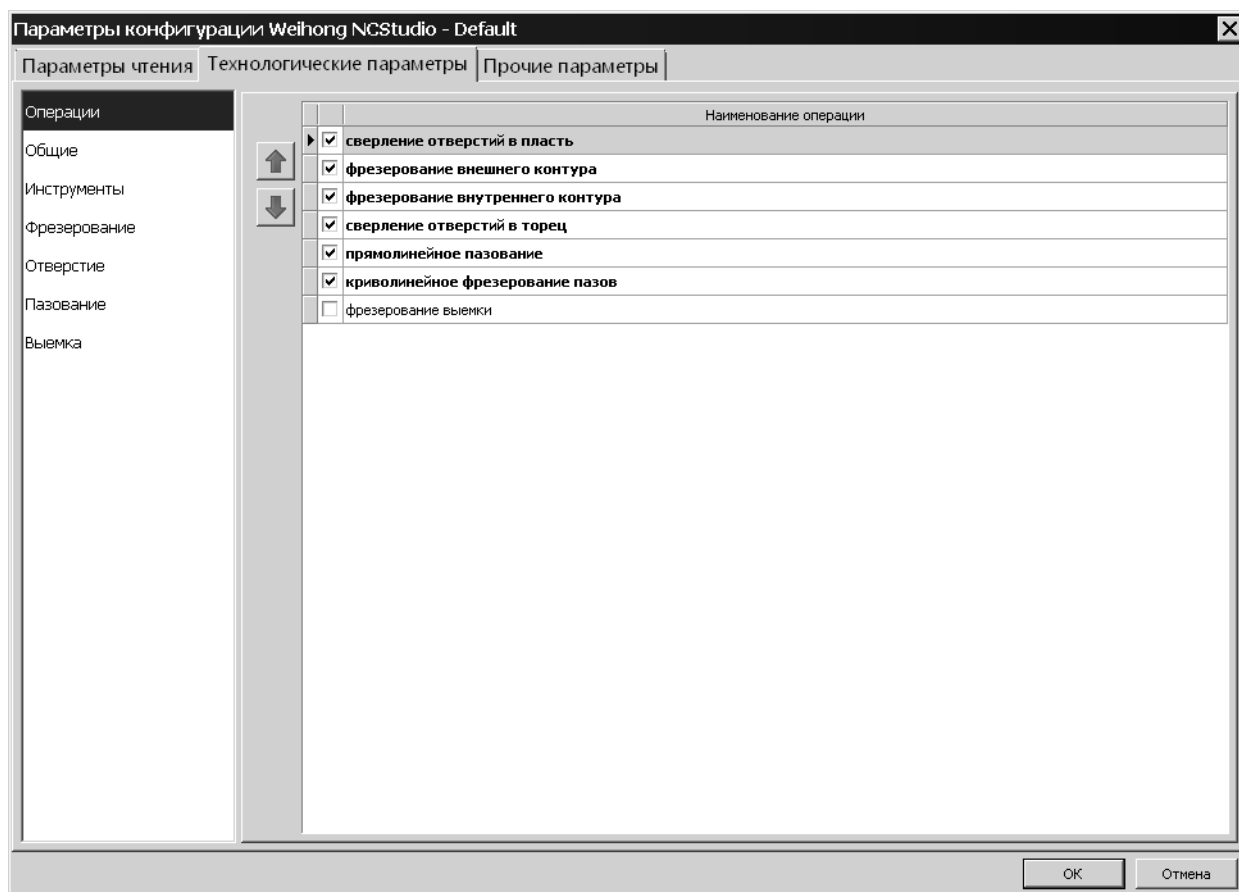 Параметры конфигурации Weihong NCStudio - Default
Параметры чтения Технологические параметры Прочие параметры
Операции
Общие
Инструменты
Фрезерование
Отверстие
Пазование
Выемка
Наименование операции
сверление отверстий в пласть
фрезерование внешнего контура
фрезерование внутреннего контура
сверление отверстий в торец
прямолинейное пазование
криволинейное фрезерование пазов
фрезерование выемки
OK Отмена